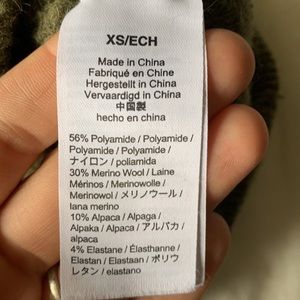 XS/ECH
Made in China
Fabriqué en Chine
Hergestellt in China
Vervaardigd in China
中国製
hecho en china
56% Polyamide / Polyamide /
Polyamide / Polyamide /
ナイロン / poliamida
30% Merino Wool / Laine
Mérinos / Merinowolle /
Merinowol / メリノウール /
lana merino
10% Alpaca / Alpaga /
Alpaka / Alpaca / アルパカ /
alpaca
4% Elastane / Élasthanne /
Elastan / Elastaan / ポリウ
レタン / elastano